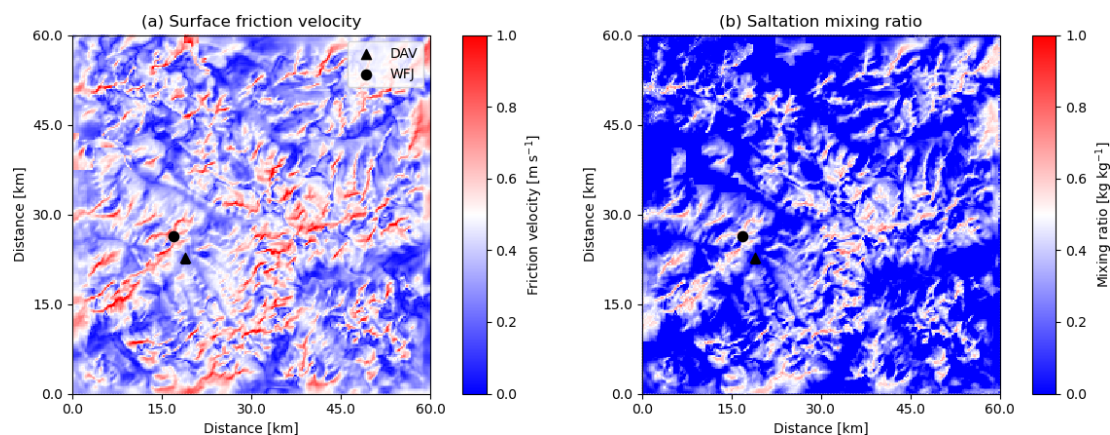 (a) Surface friction velocity
60.0
45.0
30.0
15.0
0.0
0.0 15.0 30.0 45.0 60.0
Distance [km]
Distance [km]
DAV
WFJ
1.0
0.8
0.6
0.4
0.2
0.0
Friction velocity [m s⁻¹]
(b) Saltation mixing ratio
60.0
45.0
30.0
15.0
0.0
0.0 15.0 30.0 45.0 60.0
Distance [km]
Distance [km]
1.0
0.8
0.6
0.4
0.2
0.0
Mixing ratio [kg kg⁻¹]